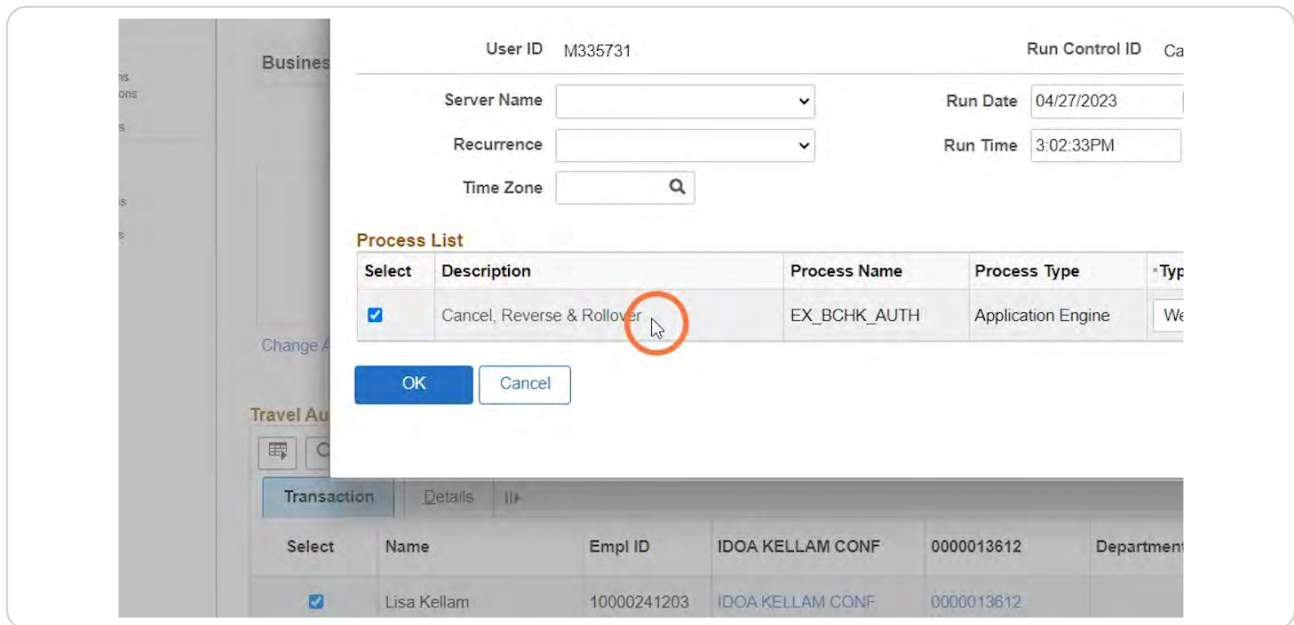 User ID M335731 Run Control ID Ca
Busines
ns
ons
Server Name Run Date 04/27/2023
s
Recurrence Run Time 3:02:33PM
Time Zone
s
s
Process List
Select Description Process Name Process Type *Typ
Cancel, Reverse & Rollover EX_BCHK_AUTH Application Engine We
Change A
OK Cancel
Travel Au
Transaction Details
Select Name Empl ID IDOA KELLAM CONF 0000013612 Department
Lisa Kellam 10000241203 IDOA KELLAM CONF 0000013612